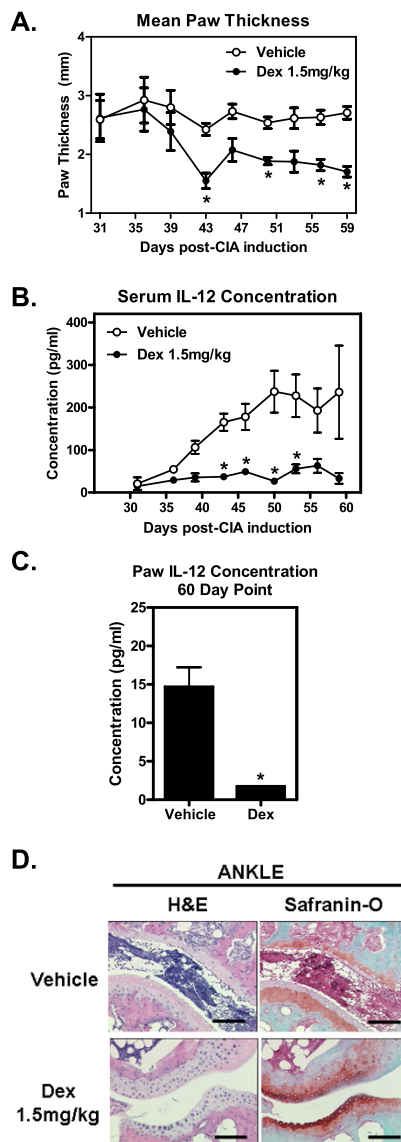 A.
Mean Paw Thickness
Vehicle
Dex 1.5mg/kg
Paw Thickness (mm)
4
3
2
1
*
*
*
*
31 35 39 43 47 51 55 59
Days post-CIA induction
B.
Serum IL-12 Concentration
Vehicle
Dex 1.5mg/kg
Concentration (pg/ml)
400
300
200
100
0
*
*
*
*
30 35 40 45 50 55 60
Days post-CIA induction
C.
Paw IL-12 Concentration
60 Day Point
Concentration (pg/ml)
25
20
15
10
5
0
*
Vehicle Dex
D.
ANKLE
H&E Safranin-O
Vehicle
Dex
1.5mg/kg